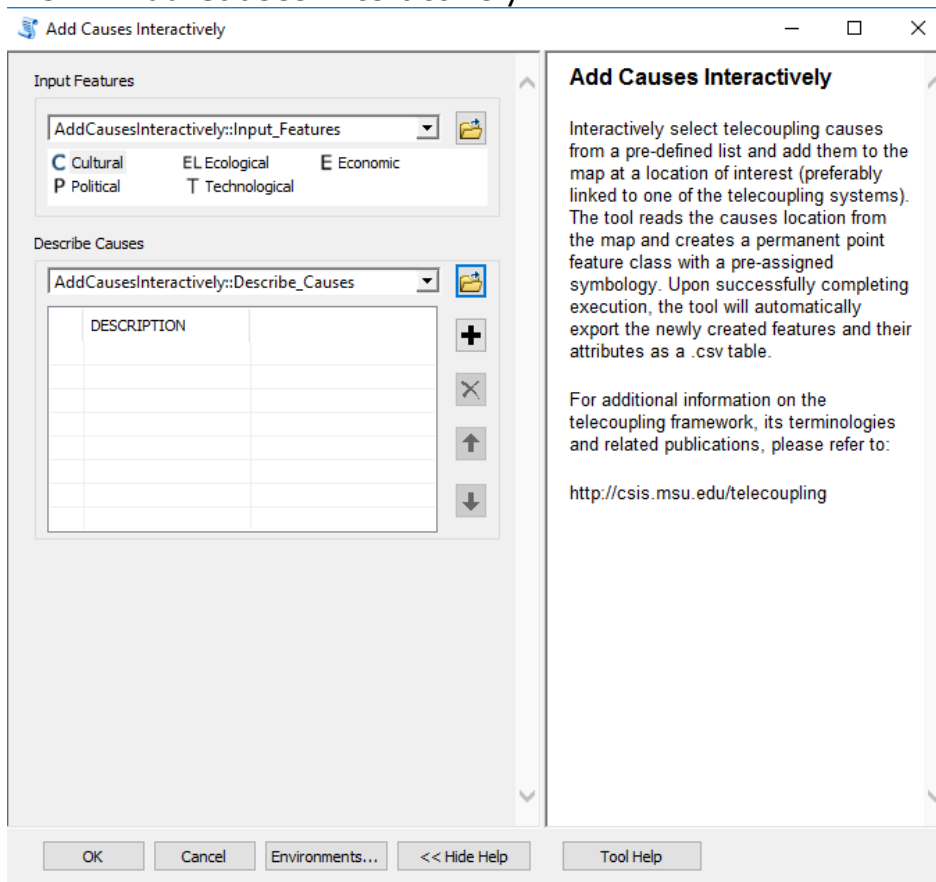 Add Causes Interactively
Input Features
AddCausesInteractively::Input_Features
C Cultural EL Ecological E Economic
P Political T Technological
Describe Causes
AddCausesInteractively::Describe_Causes
DESCRIPTION
OK Cancel Environments... << Hide Help Tool Help
Add Causes Interactively
Interactively select telecoupling causes
from a pre-defined list and add them to the
map at a location of interest (preferably
linked to one of the telecoupling systems).
The tool reads the causes location from
the map and creates a permanent point
feature class with a pre-assigned
symbology. Upon successfully completing
execution, the tool will automatically
export the newly created features and their
attributes as a .csv table.
For additional information on the
telecoupling framework, its terminologies
and related publications, please refer to:
http://csis.msu.edu/telecoupling